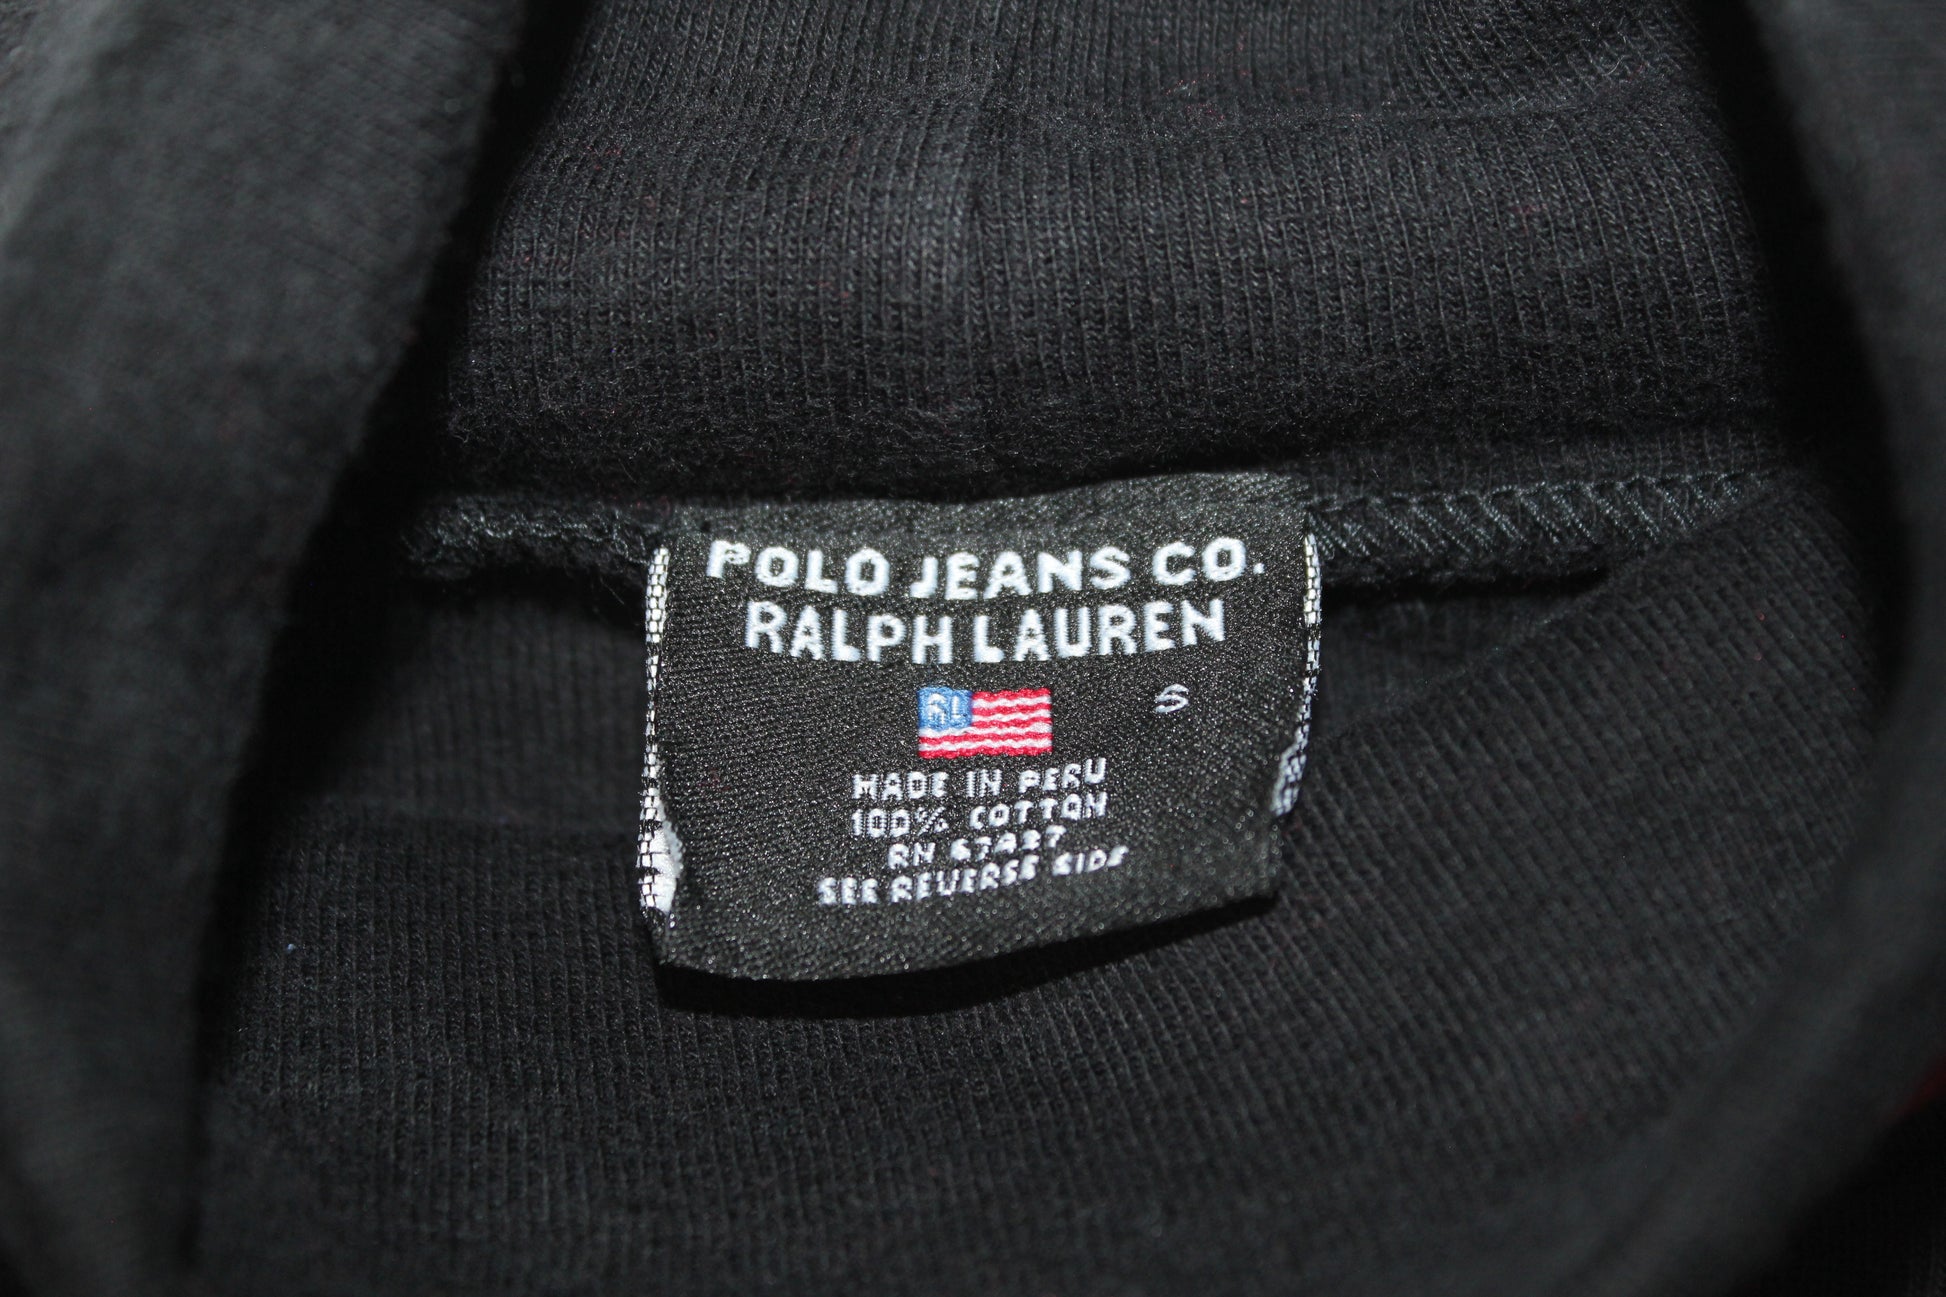 POLO JEANS CO.
RALPH LAUREN
RL
S
MADE IN PERU
100% COTTON
RN 67427
SEE REVERSE SIDE